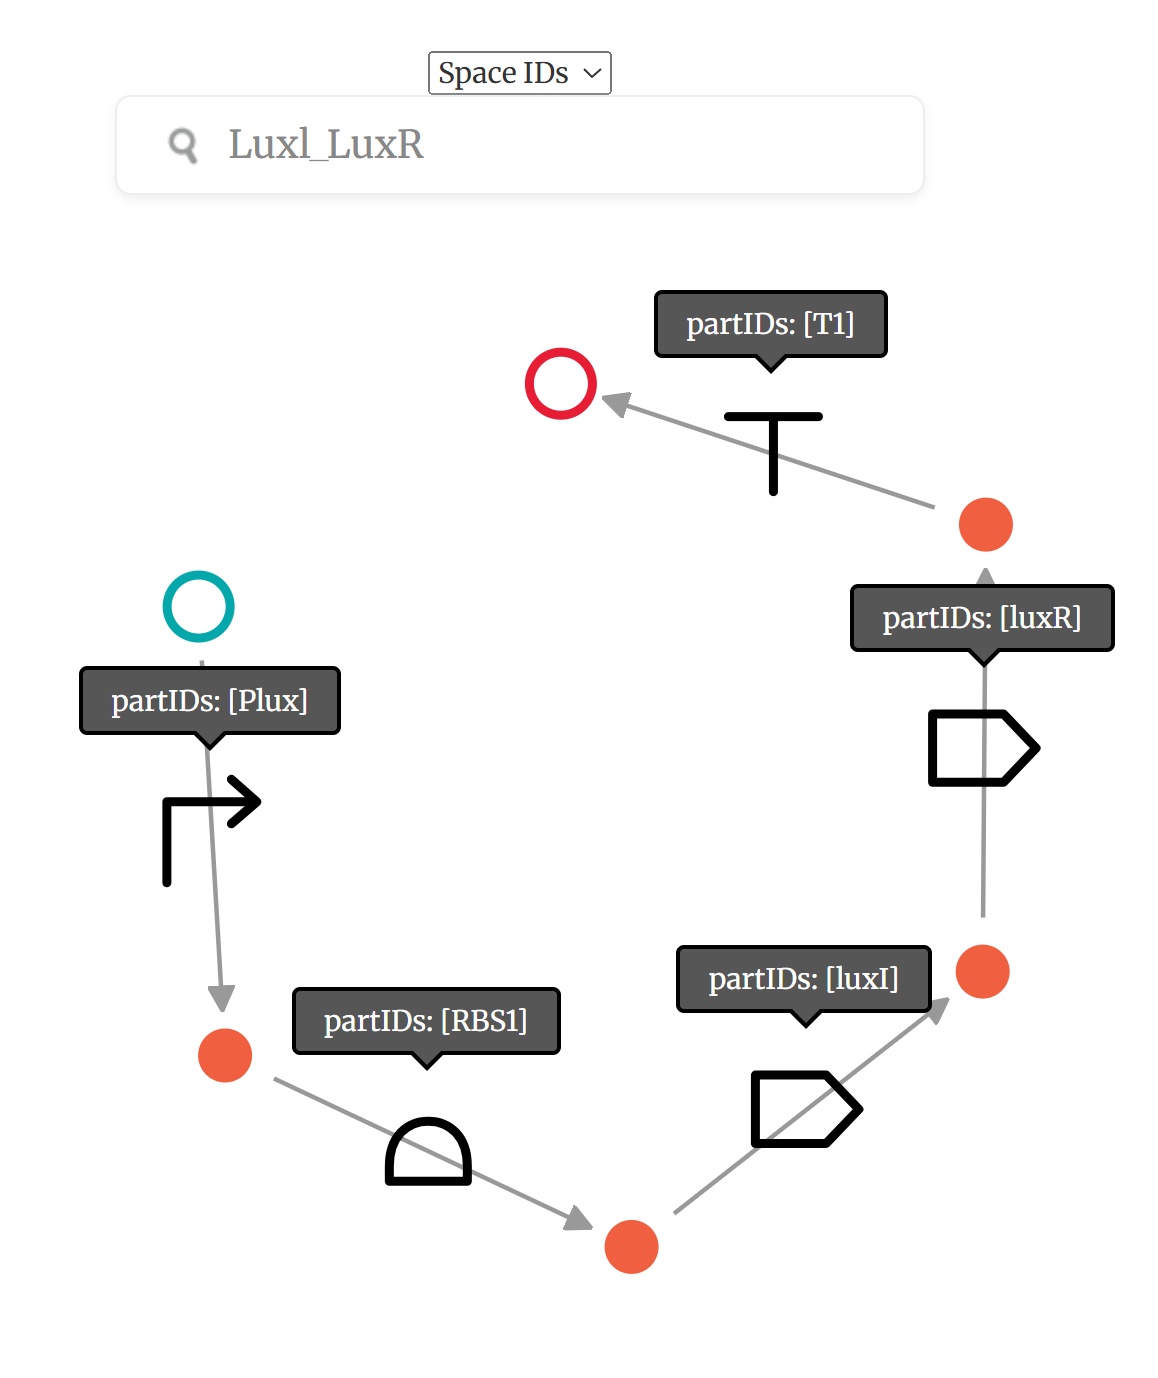 Space IDs
Luxl_LuxR
partIDs: [T1]
partIDs: [luxR]
partIDs: [Plux]
partIDs: [luxI]
partIDs: [RBS1]